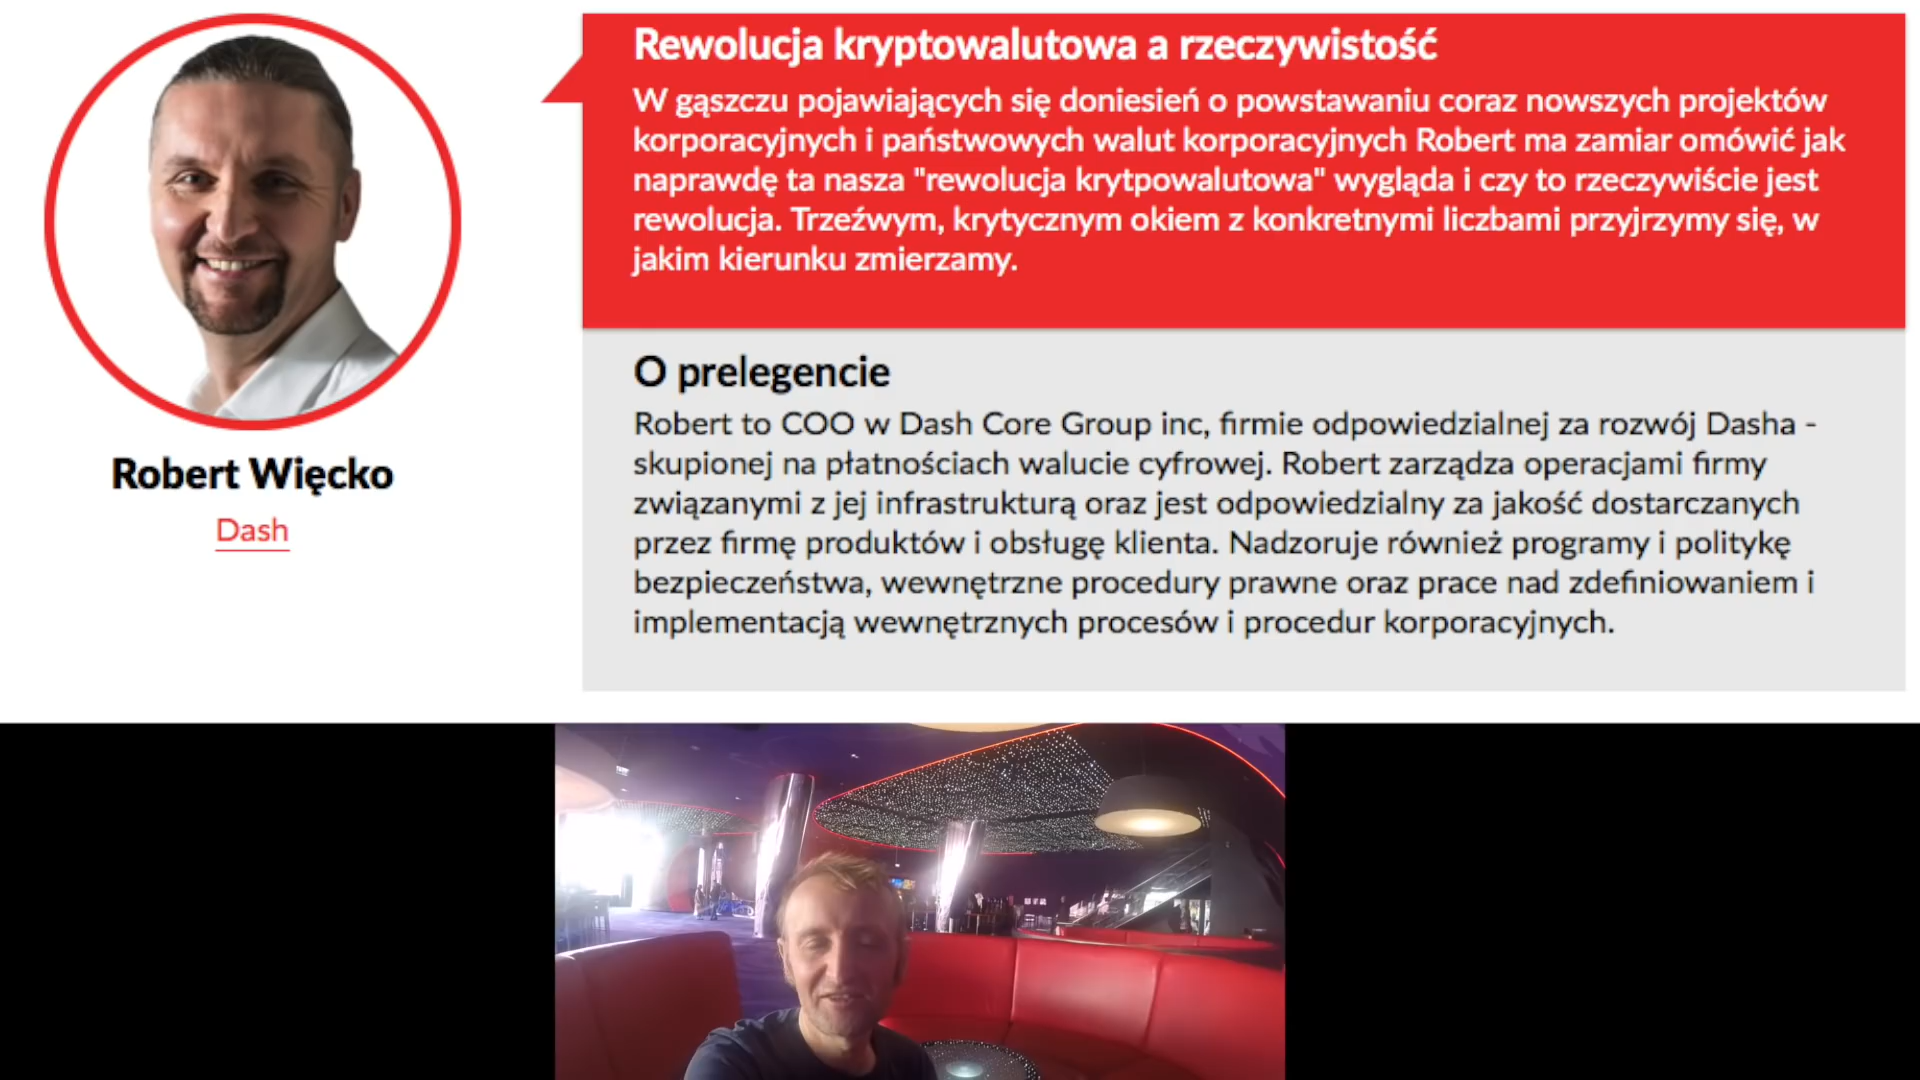 Rewolucja kryptowalutowa a rzeczywistość
W gąszczu pojawiających się doniesień o powstawaniu coraz nowszych projektów
korporacyjnych i państwowych walut korporacyjnych Robert ma zamiar omówić jak
naprawdę ta nasza "rewolucja krytpowalutowa" wygląda i czy to rzeczywiście jest
rewolucja. Trzeźwym, krytycznym okiem z konkretnymi liczbami przyjrzymy się, w
jakim kierunku zmierzamy.
Robert Więcko
Dash
O prelegencie
Robert to COO w Dash Core Group inc, firmie odpowiedzialnej za rozwój Dasha -
skupionej na płatnościach walucie cyfrowej. Robert zarządza operacjami firmy
związanymi z jej infrastrukturą oraz jest odpowiedzialny za jakość dostarczanych
przez firmę produktów i obsługę klienta. Nadzoruje również programy i politykę
bezpieczeństwa, wewnętrzne procedury prawne oraz prace nad zdefiniowaniem i
implementacją wewnętrznych procesów i procedur korporacyjnych.